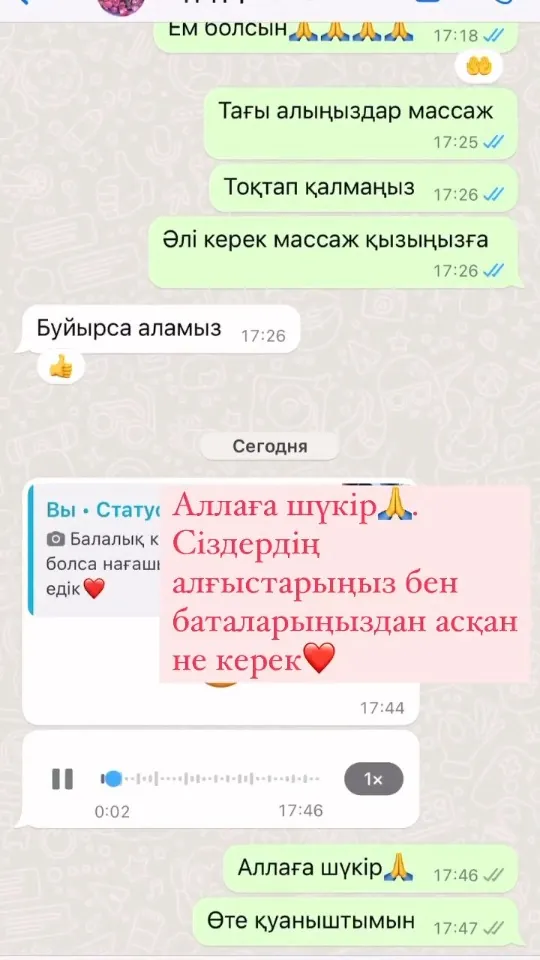 Ем болсын🙏🙏🙏🙏 17:18
Тағы алыңыздар массаж
17:25
Тоқтап қалмаңыз 17:26
Әлі керек массаж қызыңызға
17:26
Буйырса аламыз 17:26
Сегодня
Вы • Статус
Балалық к
болса нағаш
едік❤️
Аллаға шүкір🙏.
Сіздердің
алғыстарыңыз бен
баталарыңыздан асқан
не керек❤️
17:44
1×
0:02 17:46
Аллаға шүкір🙏 17:46
Өте қуаныштымын 17:47